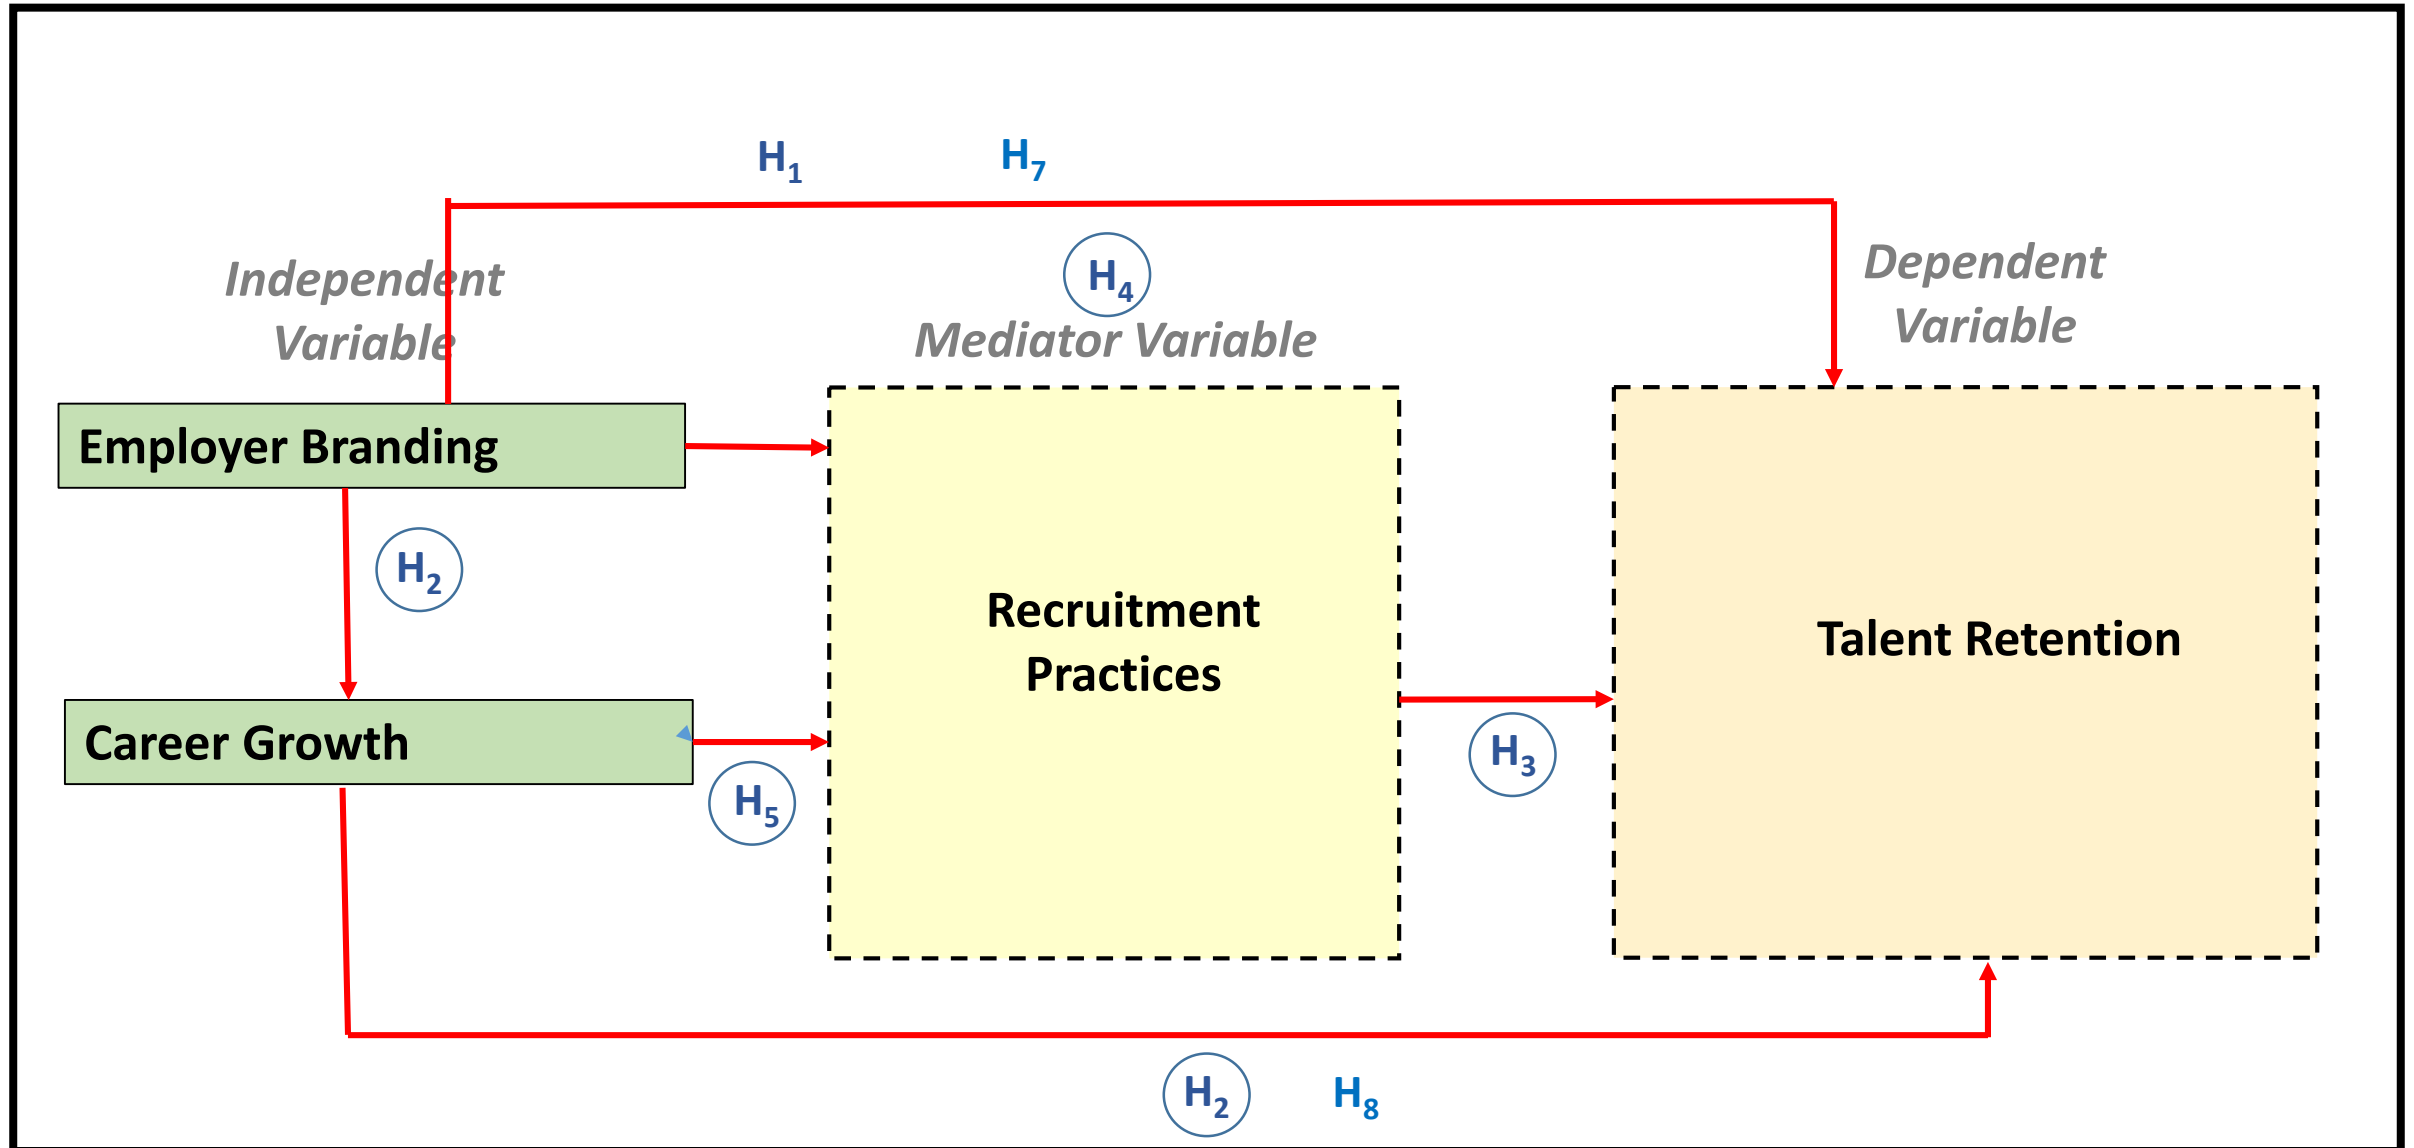 H₁ H₇
H₄
Independent
Variable
Mediator Variable
Dependent
Variable
Employer Branding
H₂
Career Growth
H₅
Recruitment
Practices
H₃
Talent Retention
H₂ H₈